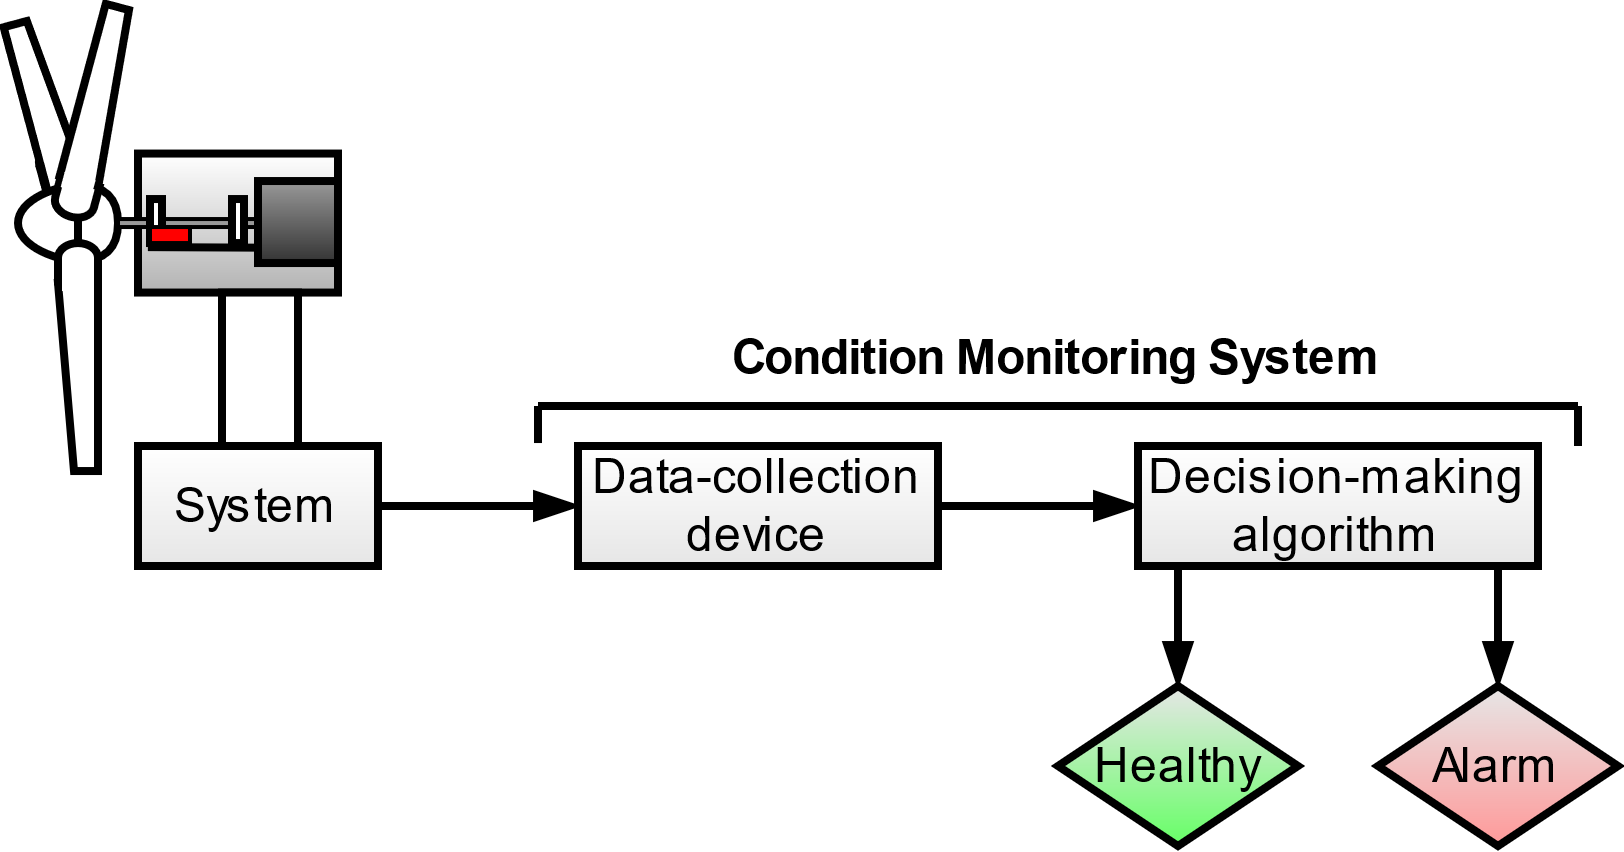 Condition Monitoring System
System
Data-collection
device
Decision-making
algorithm
Healthy
Alarm